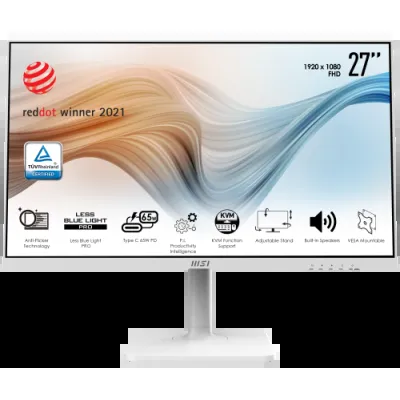 27”
1920 x 1080
FHD
reddot winner 2021
TÜVRheinland
CERTIFIED
LESS
BLUE LIGHT
PRO
65W
KVM
Anti-Flicker
Technology
Less Blue Light
PRO
Type C 65W PD
P.I.
Productivity
Intelligence
KVM Function
Support
Adjustable Stand
Built-in Speakers
VESA Mountable
msi